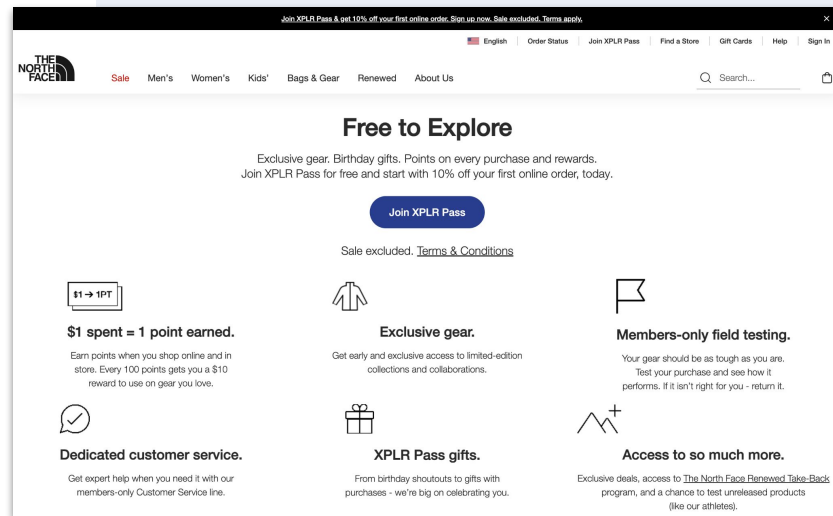 Join XPLR Pass & get 10% off your first online order. Sign up now. Sale excluded. Terms apply.
English Order Status Join XPLR Pass Find a Store Gift Cards Help Sign In
THE
NORTH
FACE
Sale Men's Women's Kids' Bags & Gear Renewed About Us
Search...
Free to Explore
Exclusive gear. Birthday gifts. Points on every purchase and rewards.
Join XPLR Pass for free and start with 10% off your first online order, today.
Join XPLR Pass
Sale excluded. Terms & Conditions
$1 → 1PT
$1 spent = 1 point earned.
Earn points when you shop online and in
store. Every 100 points gets you a $10
reward to use on gear you love.
Exclusive gear.
Get early and exclusive access to limited-edition
collections and collaborations.
Members-only field testing.
Your gear should be as tough as you are.
Test your purchase and see how it
performs. If it isn't right for you - return it.
Dedicated customer service.
Get expert help when you need it with our
members-only Customer Service line.
XPLR Pass gifts.
From birthday shoutouts to gifts with
purchases - we're big on celebrating you.
Access to so much more.
Exclusive deals, access to The North Face Renewed Take-Back
program, and a chance to test unreleased products
(like our athletes).